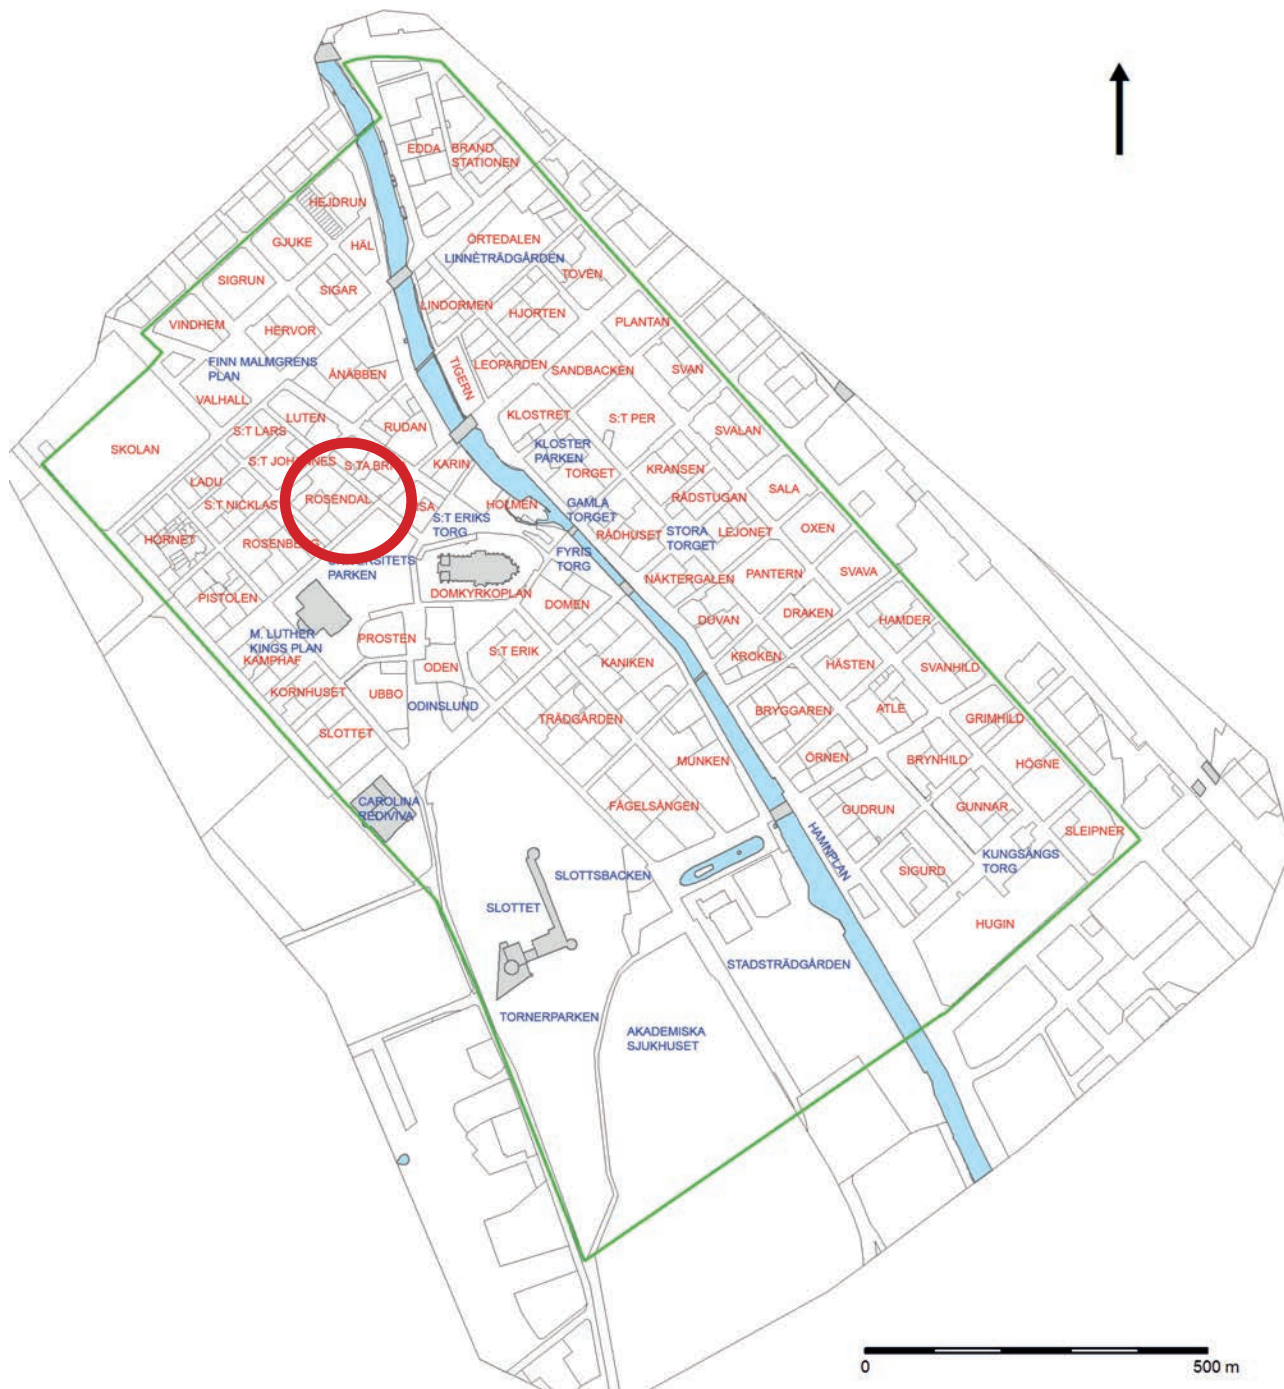 EDDA
BRAND
STATIONEN
HEJDRUN
GJUKE
HÄL
ÖRTEDALEN
LINNÈTRÄDGÅRDEN
TOVEN
SIGRUN
SIGAR
LINDORMEN
HJORTEN
PLANTAN
VINDHEM
HERVOR
FINN MALMGRENS
PLAN
ÅNÄBBEN
TIGERN
LEOPARDEN
SANDBACKEN
SVAN
VALHALL
LUTEN
RUDAN
KLOSTRET
S:T PER
SVALAN
S:T LARS
SKOLAN
KLOSTER
PARKEN
S:T JOHANNES
S:TA
KARIN
TORGET
KRANSEN
LADU
ROSENDAL
S:T NICKLAS
HOLMEN
GAMLA
TORGET
RÅDSTUGAN
SALA
S:T ERIKS
TORG
RÅDHUSET
STORA
TORGET
LEJONET
OXEN
HORNET
FYRIS
TORG
PARKEN
DOMKYRKOPLAN
NÄKTERGALEN
PANTERN
SVAVA
PISTOLEN
DOMEN
DUVAN
DRAKEN
HAMDER
M. LUTHER
KINGS PLAN
PROSTEN
S:T ERIK
KANIKEN
KROKEN
HÄSTEN
SVANHILD
KAMPHAF
ODEN
KORNHUSET
UBBO
ODINSLUND
TRÄDGÅRDEN
BRYGGAREN
ATLE
GRIMHILD
SLOTTET
MUNKEN
ÖRNEN
BRYNHILD
HÖGNE
CAROLINA
REDIVIVA
FÅGELSÅNGEN
GUDRUN
GUNNAR
SLEIPNER
HAMNPLAN
KUNGSÄNGS
TORG
SLOTTSBACKEN
SIGURD
SLOTTET
HUGIN
STADSTRÄDGÅRDEN
TORNERPARKEN
AKADEMISKA
SJUKHUSET
0 500 m